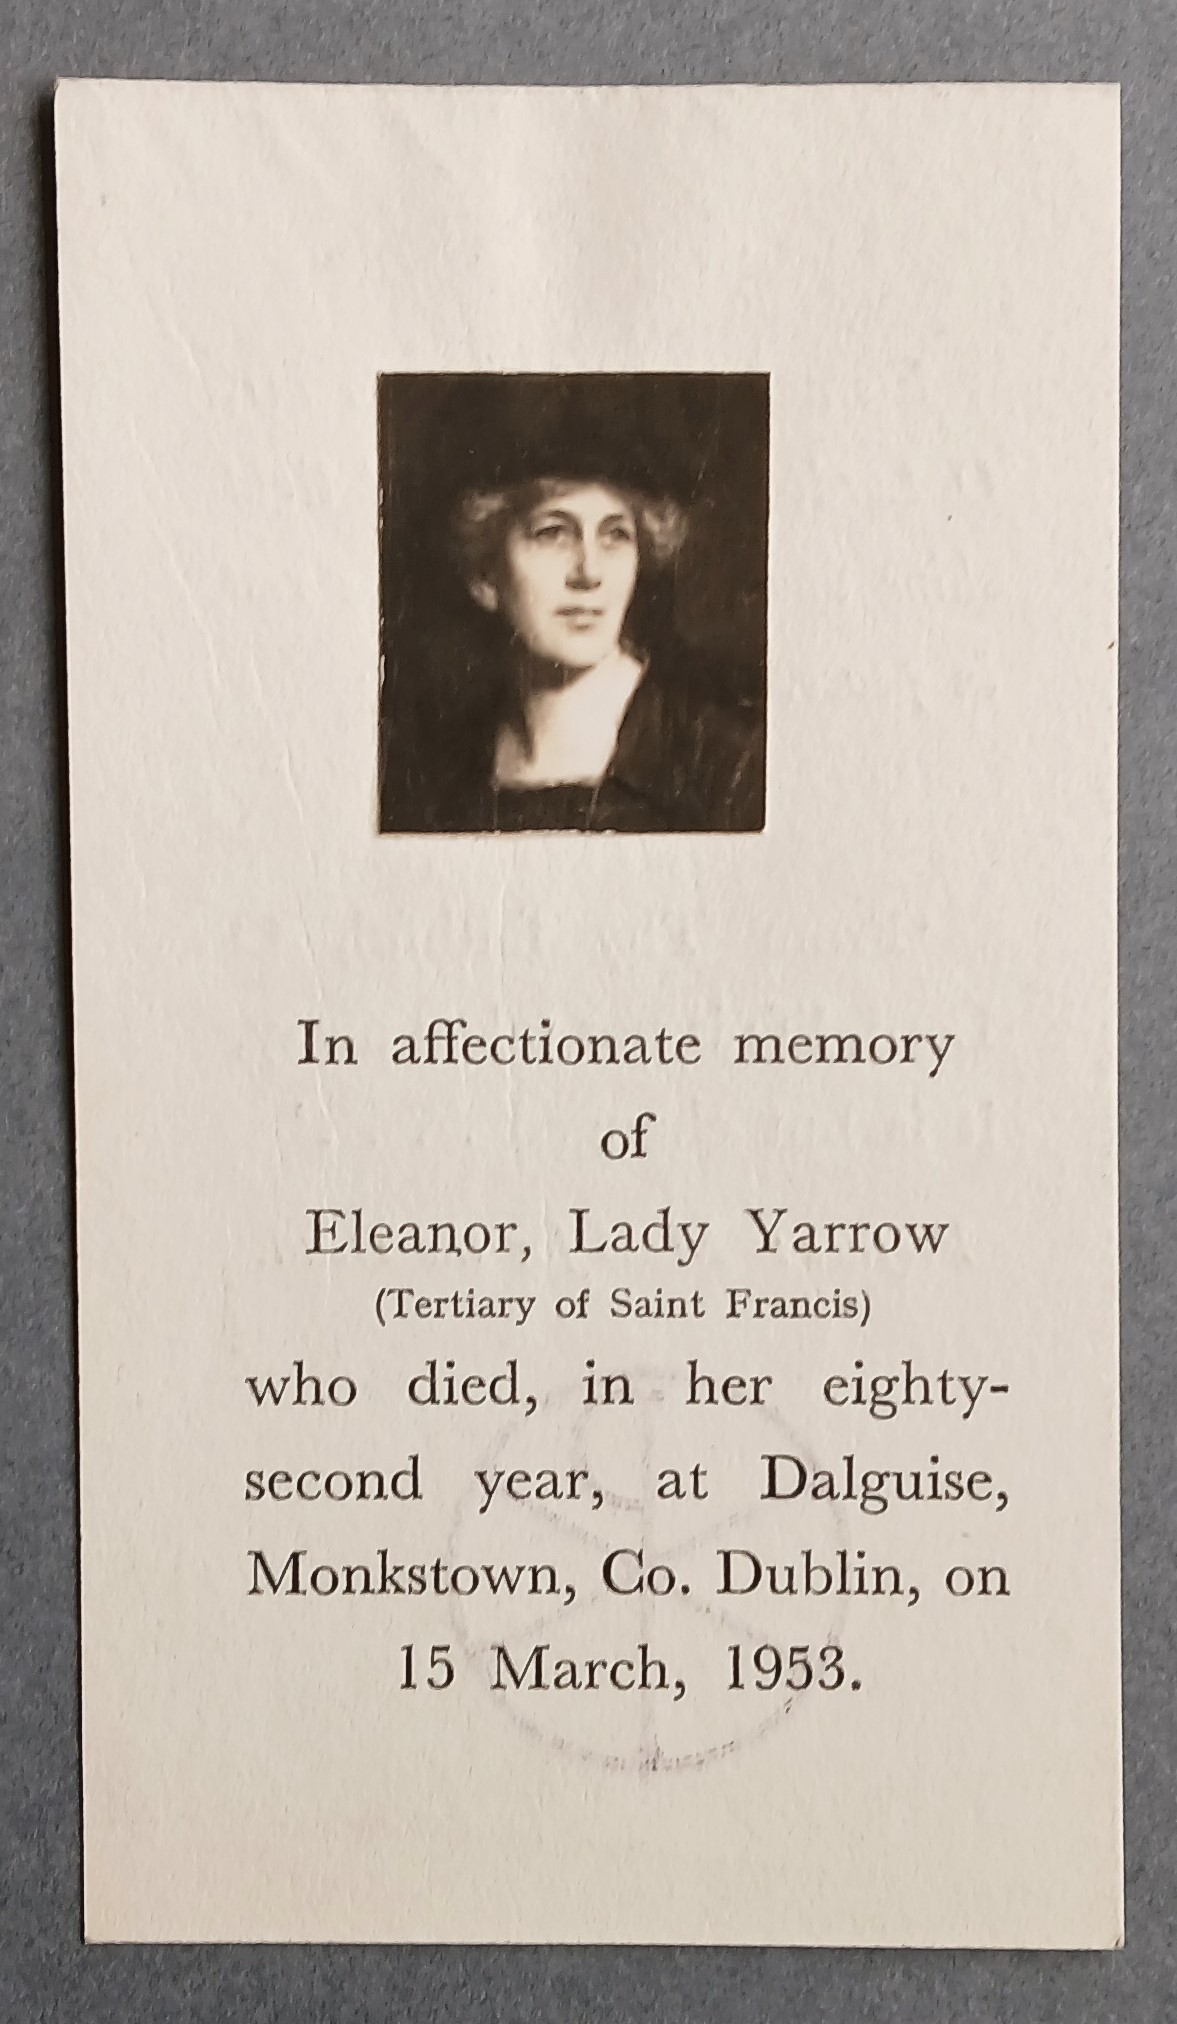 In affectionate memory
of
Eleanor, Lady Yarrow
(Tertiary of Saint Francis)
who died, in her eighty-
second year, at Dalguise,
Monkstown, Co. Dublin, on
15 March, 1953.